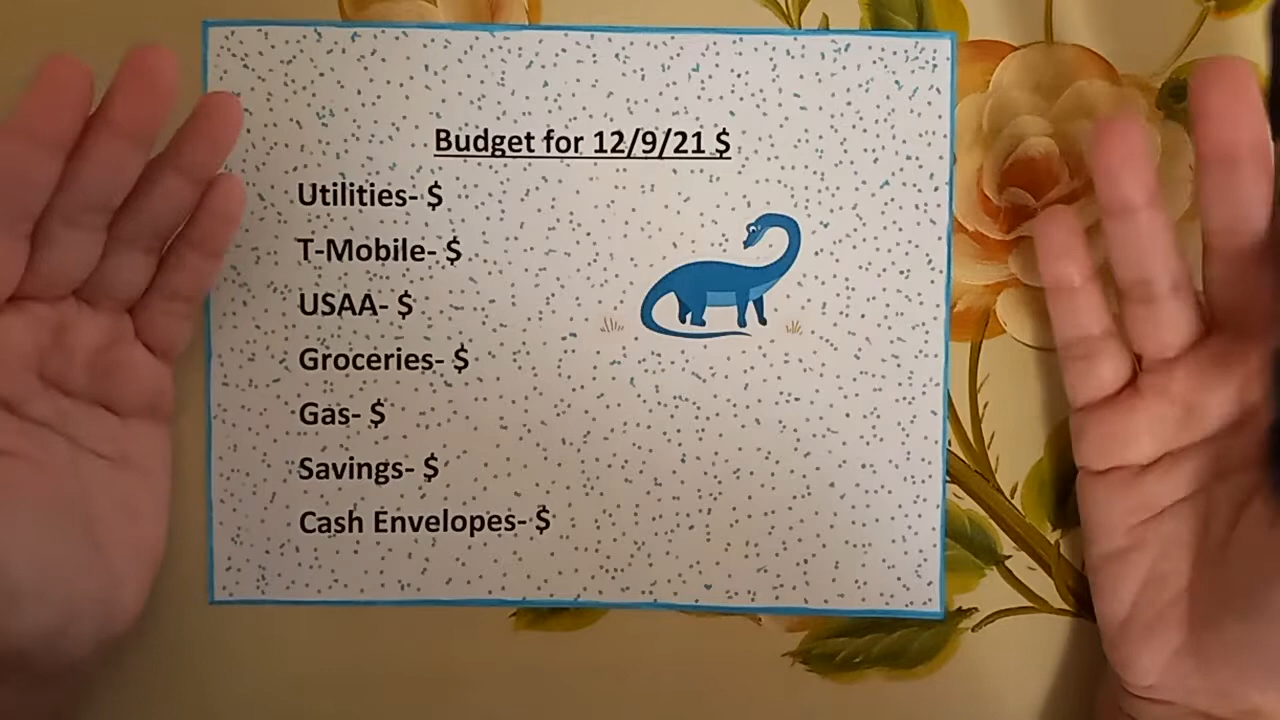 Budget for 12/9/21 $
Utilities- $
T-Mobile- $
USAA- $
Groceries- $
Gas- $
Savings- $
Cash Envelopes- $